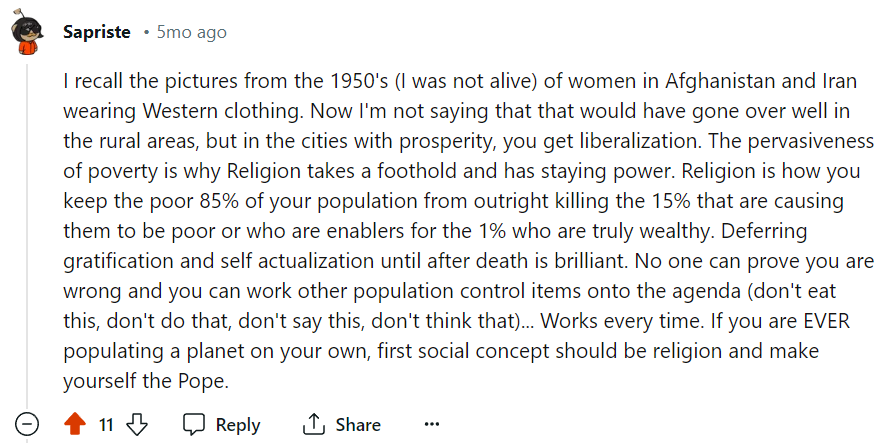 Sapriste • 5mo ago
I recall the pictures from the 1950's (I was not alive) of women in Afghanistan and Iran
wearing Western clothing. Now I'm not saying that that would have gone over well in
the rural areas, but in the cities with prosperity, you get liberalization. The pervasiveness
of poverty is why Religion takes a foothold and has staying power. Religion is how you
keep the poor 85% of your population from outright killing the 15% that are causing
them to be poor or who are enablers for the 1% who are truly wealthy. Deferring
gratification and self actualization until after death is brilliant. No one can prove you are
wrong and you can work other population control items onto the agenda (don't eat
this, don't do that, don't say this, don't think that)... Works every time. If you are EVER
populating a planet on your own, first social concept should be religion and make
yourself the Pope.
11 Reply Share ...